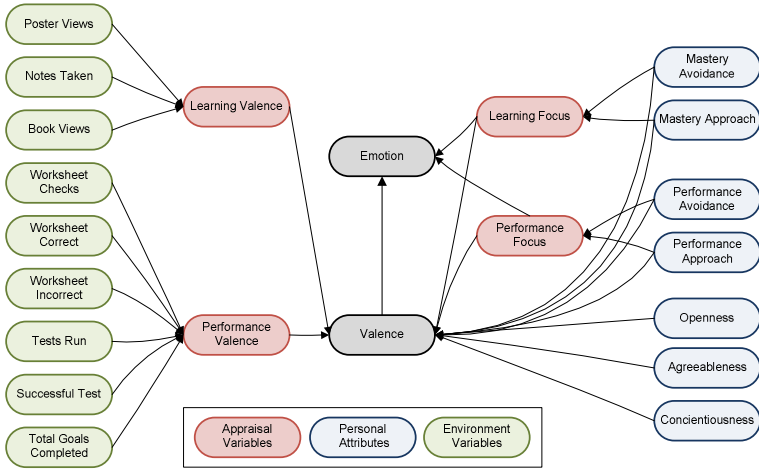 Poster Views
Notes Taken
Book Views
Worksheet
Checks
Worksheet
Correct
Worksheet
Incorrect
Tests Run
Successful Test
Total Goals
Completed
Learning Valence
Performance
Valence
Emotion
Valence
Learning Focus
Performance
Focus
Mastery
Avoidance
Mastery Approach
Performance
Avoidance
Performance
Approach
Openness
Agreeableness
Concientiousness
Appraisal
Variables
Personal
Attributes
Environment
Variables